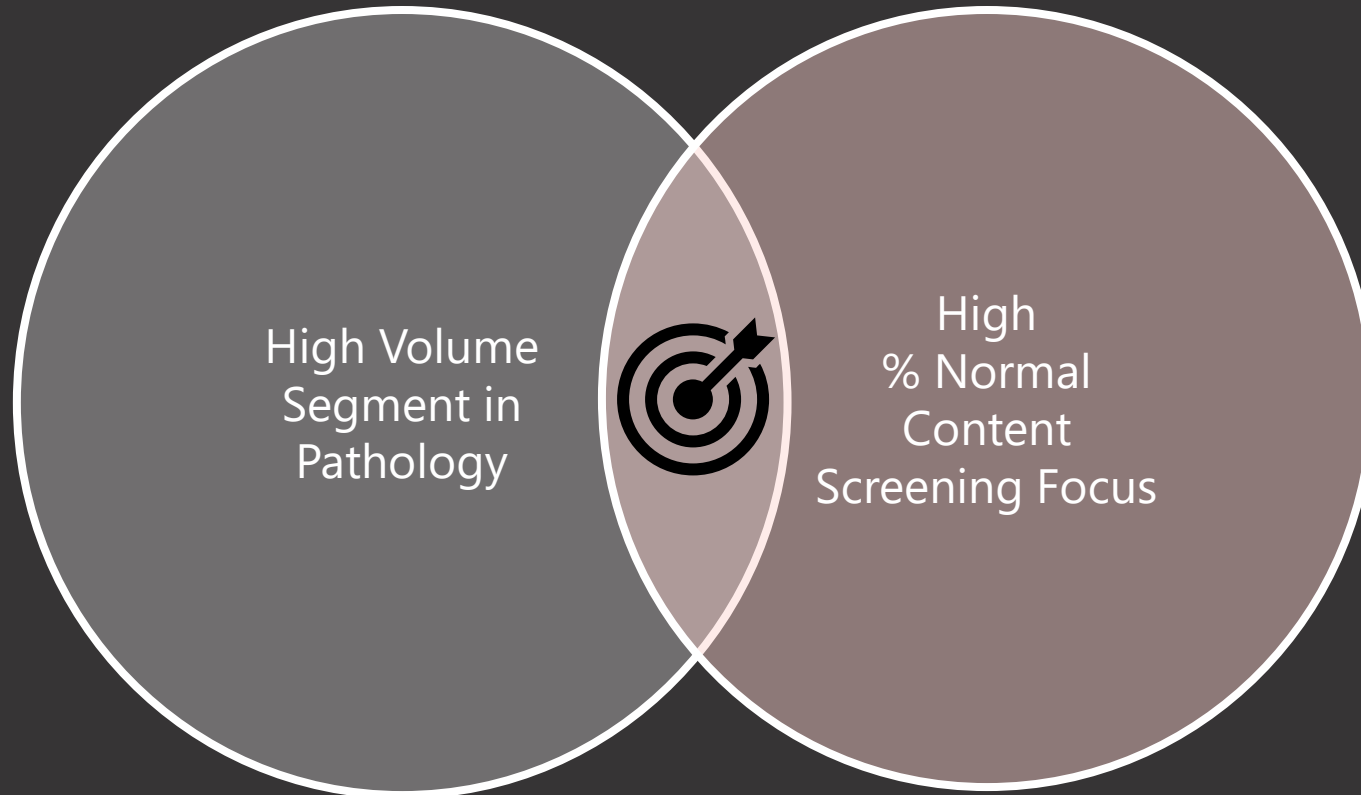 High Volume
Segment in
Pathology
High
% Normal
Content
Screening Focus